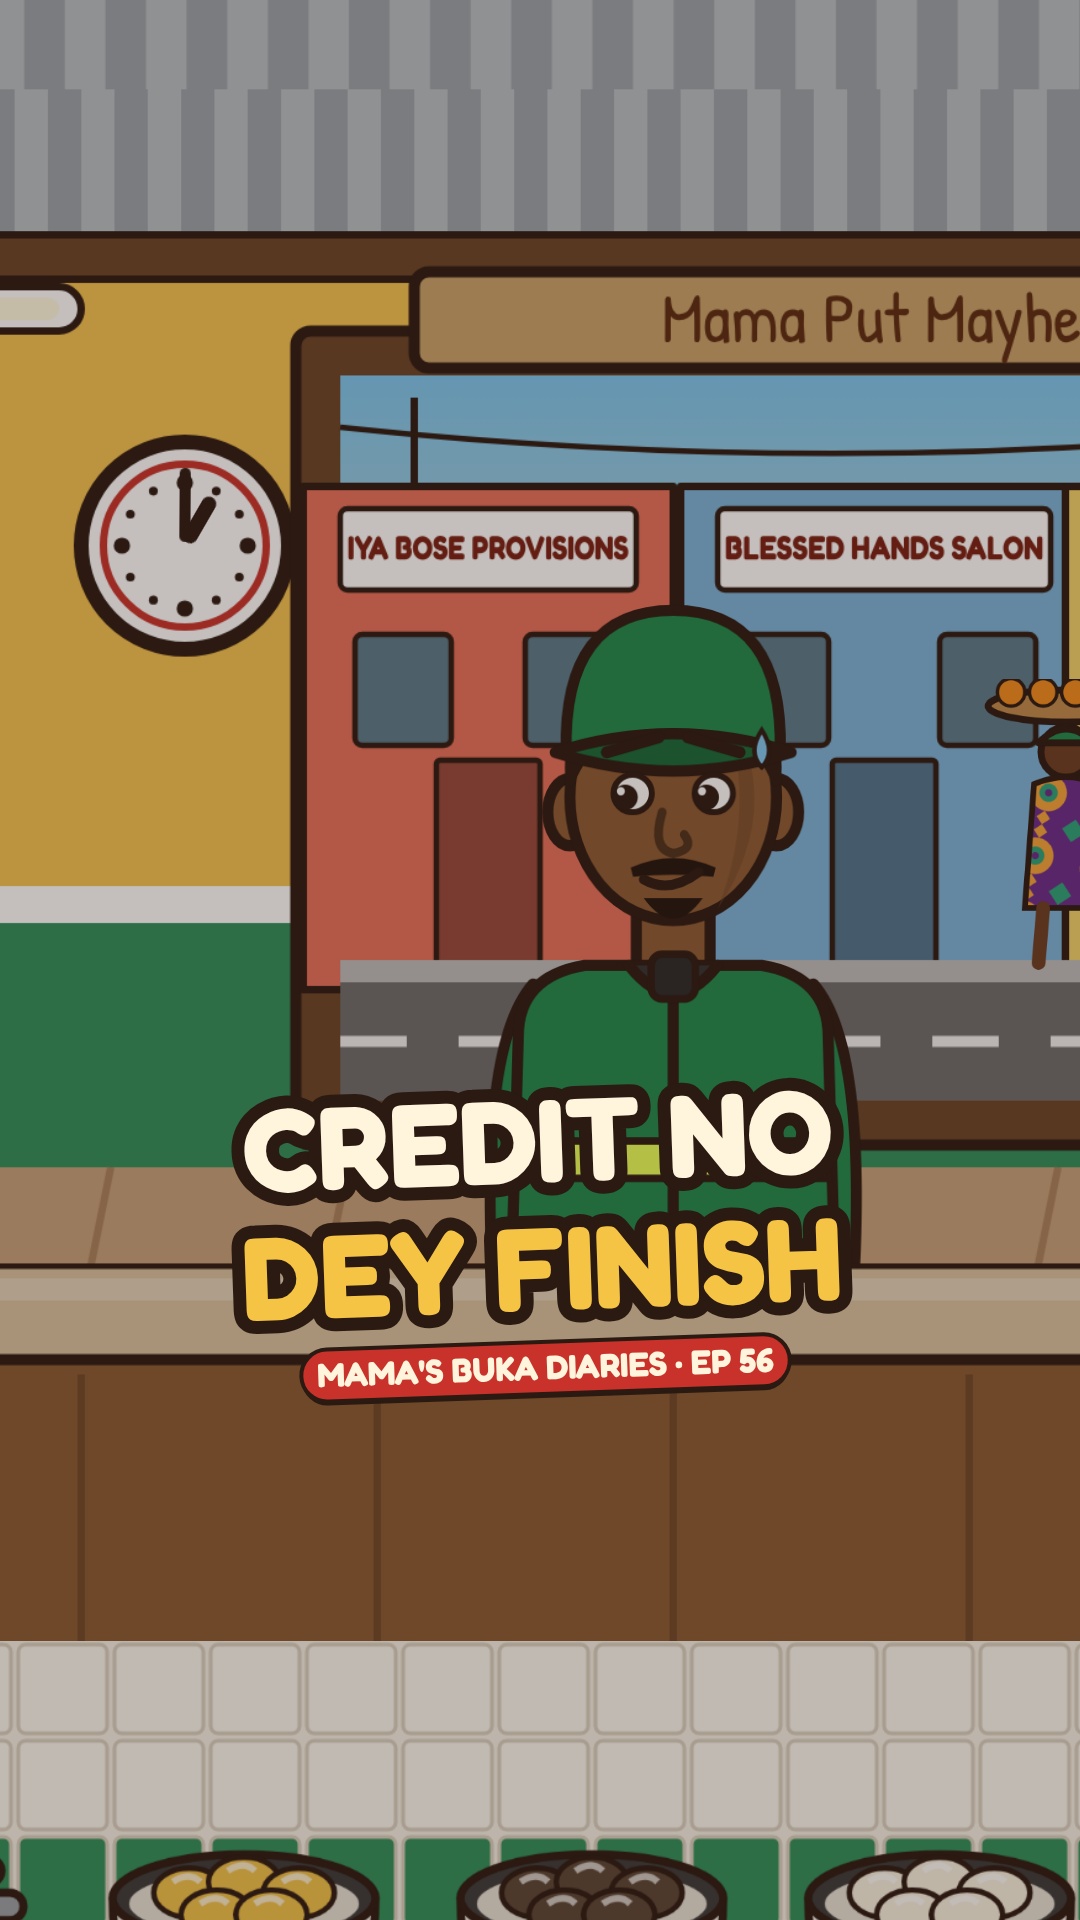 Mama Put Mayhe
IYA BOSE PROVISIONS
BLESSED HANDS SALON
CREDIT NO
DEY FINISH
MAMA'S BUKA DIARIES · EP 56